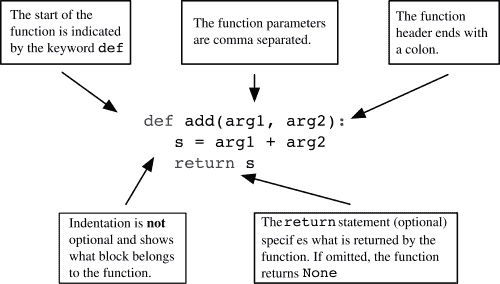 The start of the
function is indicated
by the keyword def
The function parameters
are comma separated.
The function
header ends with
a colon.
def add(arg1, arg2):
s = arg1 + arg2
return s
Indentation is not
optional and shows
what block belongs
to the function.
The return statement (optional)
specif es what is returned by the
function. If omitted, the function
returns None